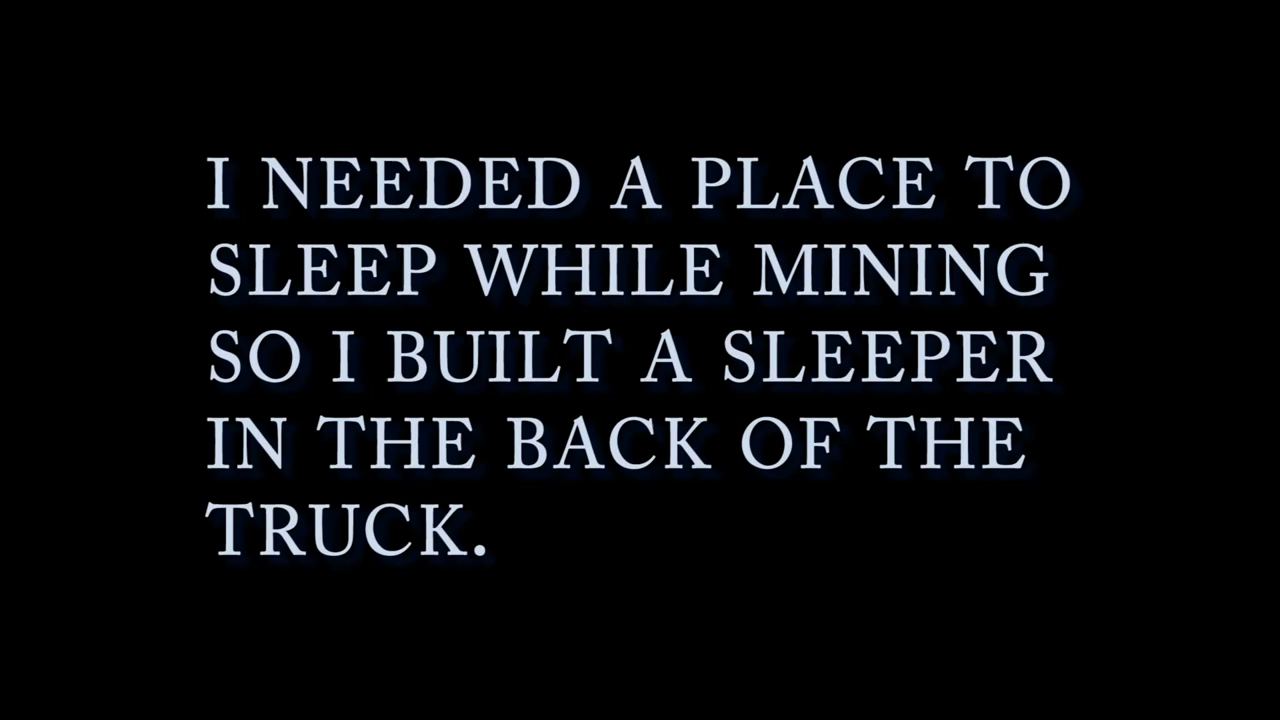 I NEEDED A PLACE TO
SLEEP WHILE MINING
SO I BUILT A SLEEPER
IN THE BACK OF THE
TRUCK.